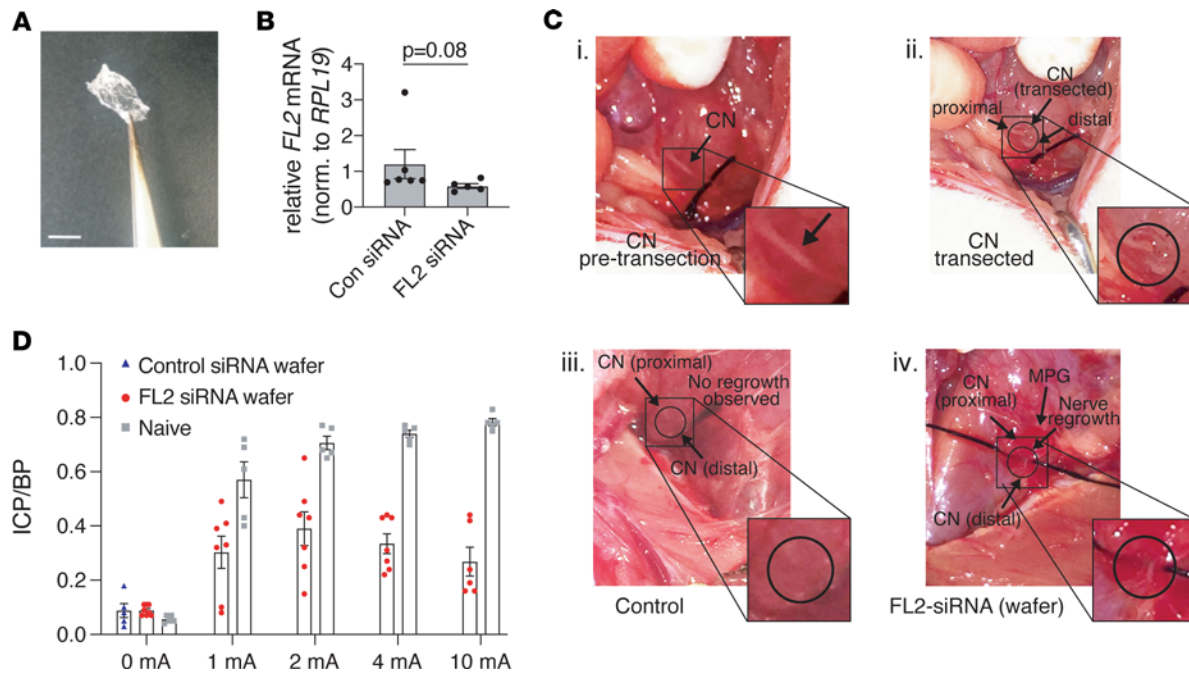 A
B
p=0.08
relative FL2 mRNA
(norm. to RPL19)
4
3
2
1
0
Con siRNA
FL2 siRNA
C
i.
CN
CN
pre-transection
ii.
CN
(transected)
proximal
distal
CN
transected
iii.
CN (proximal)
No regrowth
observed
CN (distal)
Control
iv.
CN
(proximal)
MPG
Nerve
regrowth
CN (distal)
FL2-siRNA (wafer)
D
Control siRNA wafer
FL2 siRNA wafer
Naive
ICP/BP
1.0
0.8
0.6
0.4
0.2
0.0
0 mA
1 mA
2 mA
4 mA
10 mA